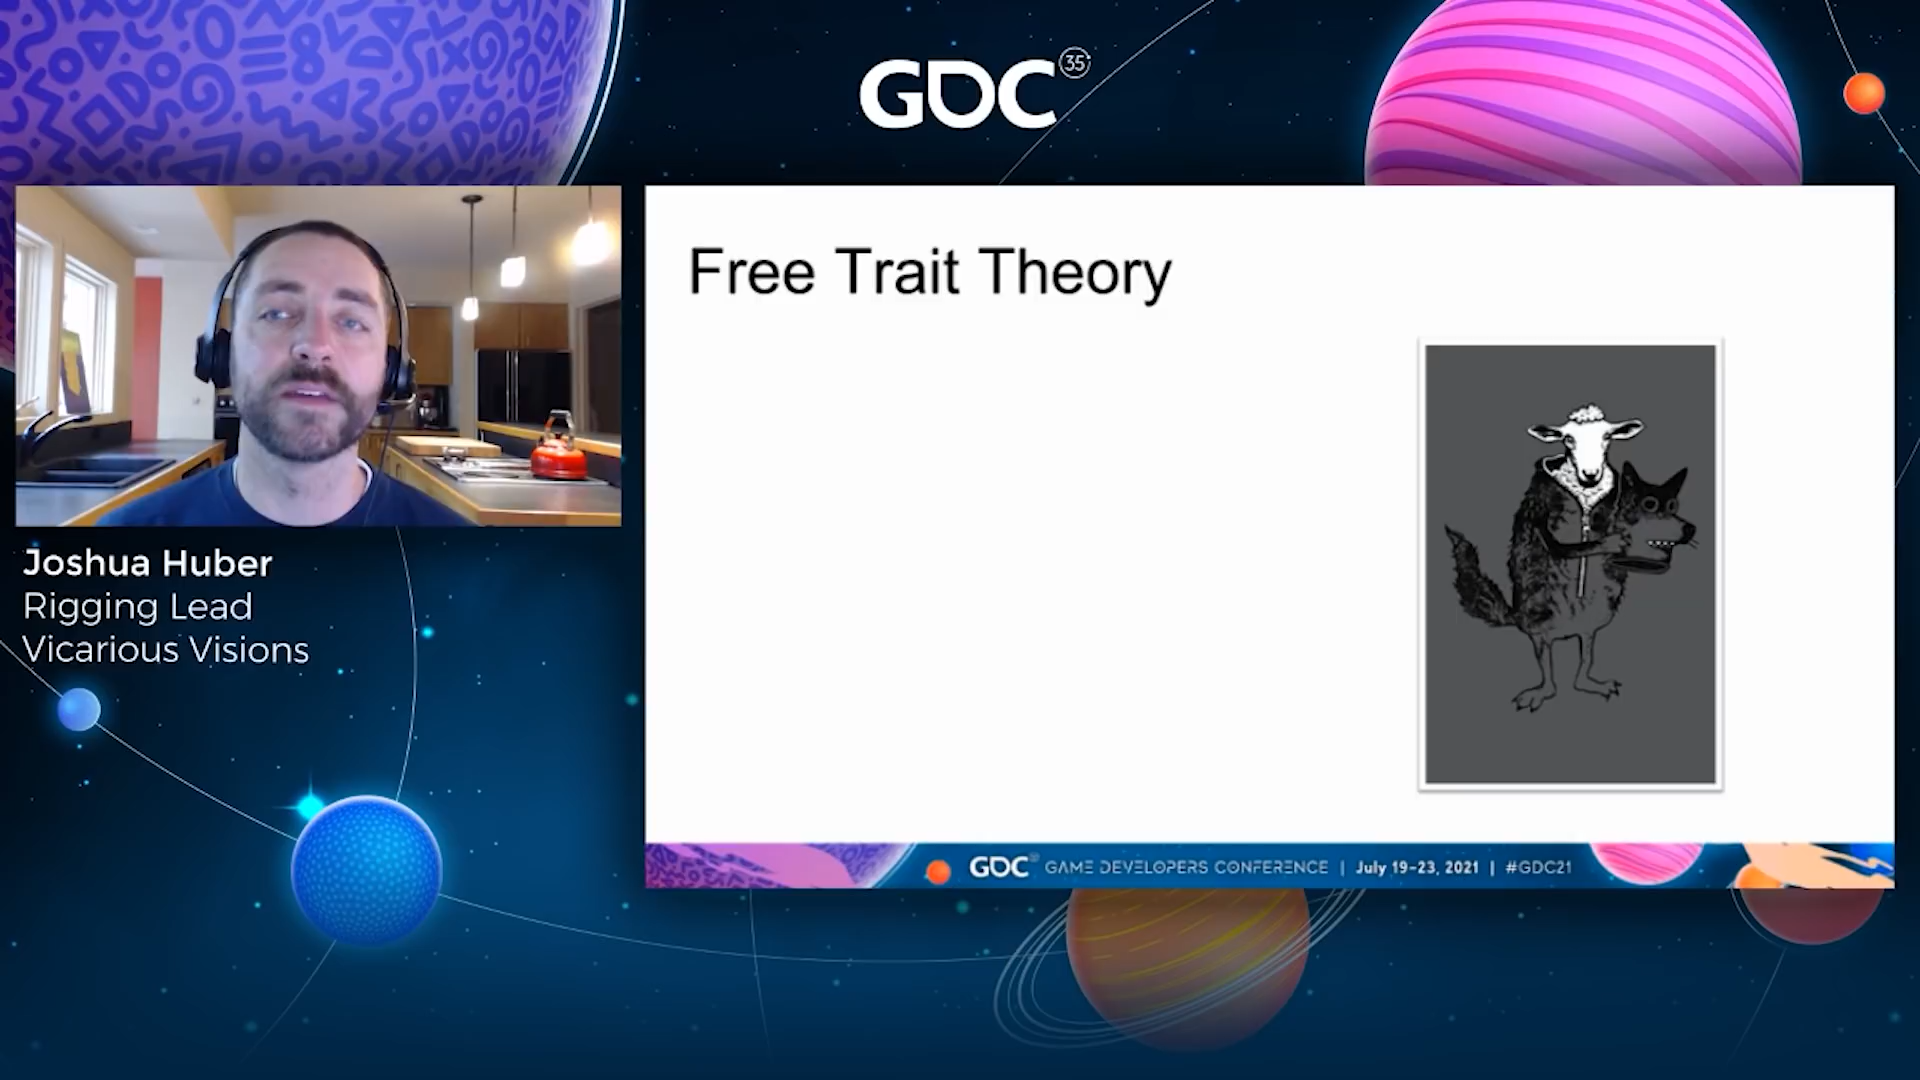 GDC 35
Free Trait Theory
Joshua Huber
Rigging Lead
Vicarious Visions
GDC GAME DEVELOPERS CONFERENCE | July 19-23, 2021 | #GDC21